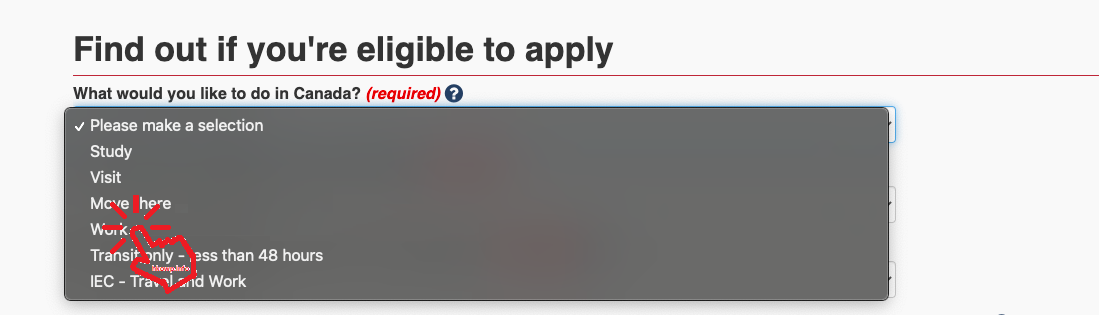 Find out if you're eligible to apply
What would you like to do in Canada? (required) ?
✓ Please make a selection
Study
Visit
Move here
Work
Transit only - less than 48 hours
IEC - Travel and Work